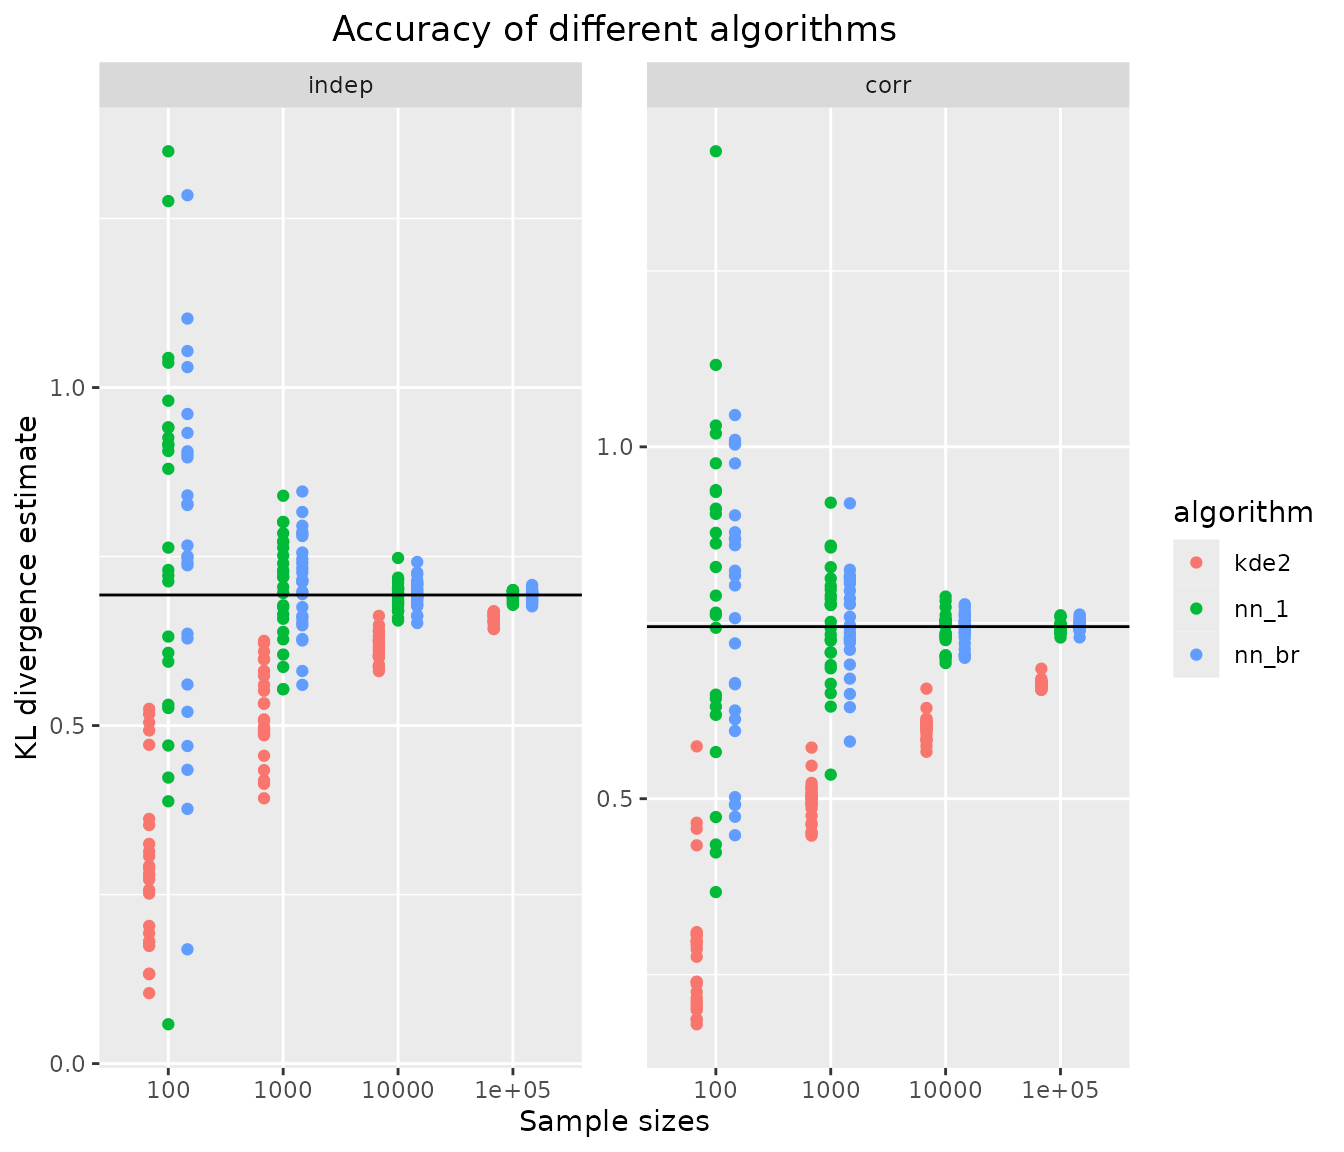 Accuracy of different algorithms
indep
corr
KL divergence estimate
1.0
0.5
0.0
1.0
0.5
100 1000 10000 1e+05
100 1000 10000 1e+05
Sample sizes
algorithm
kde2
nn_1
nn_br